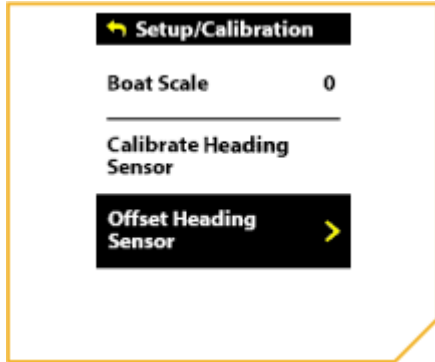 Setup/Calibration
Boat Scale 0
Calibrate Heading
Sensor
Offset Heading
Sensor